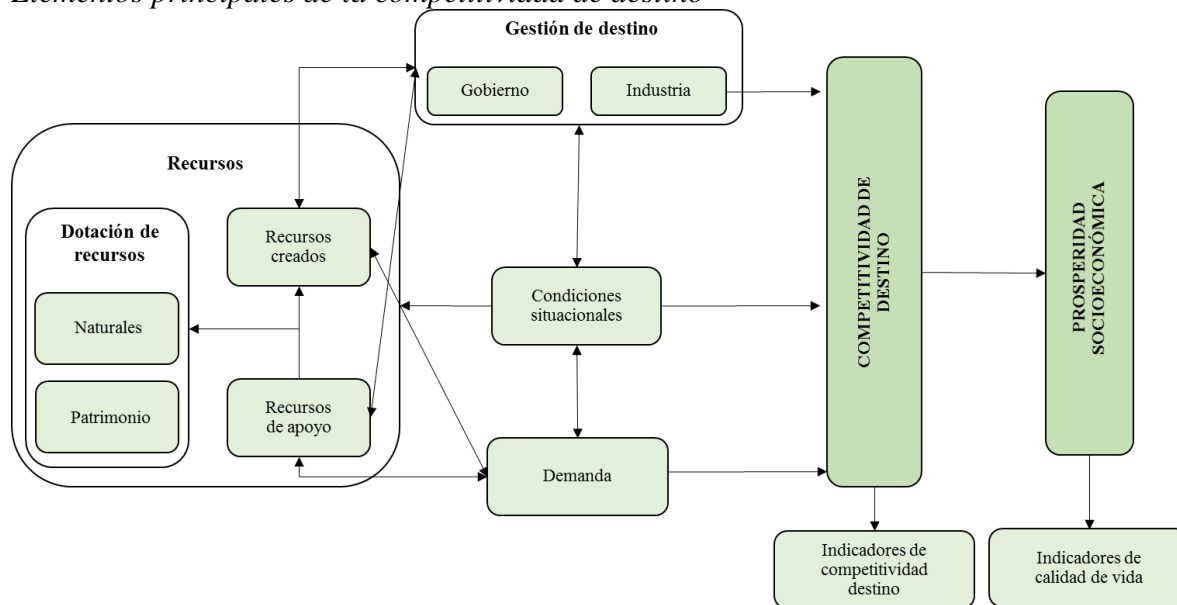 Elementos principales de la competitividad de destino
Gestión de destino
Gobierno
Industria
Recursos
Dotación de
recursos
Naturales
Patrimonio
Recursos
creados
Recursos
de apoyo
Condiciones
situacionales
Demanda
COMPETITIVIDAD DE
DESTINO
PROSPERIDAD
SOCIOECONÓMICA
Indicadores de
competitividad
destino
Indicadores de
calidad de vida